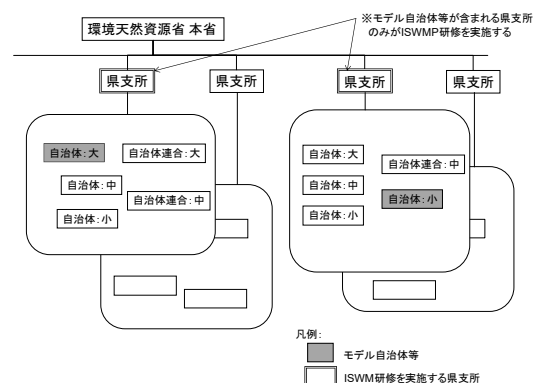 環境天然資源省 本省
※モデル自治体等が含まれる県支所
のみがISWMP研修を実施する
県支所
県支所
県支所
県支所
自治体:大
自治体連合:大
自治体:中
自治体連合:中
自治体:小
自治体:大
自治体連合:中
自治体:中
自治体:小
自治体:小
凡例:
モデル自治体等
ISWM研修を実施する県支所